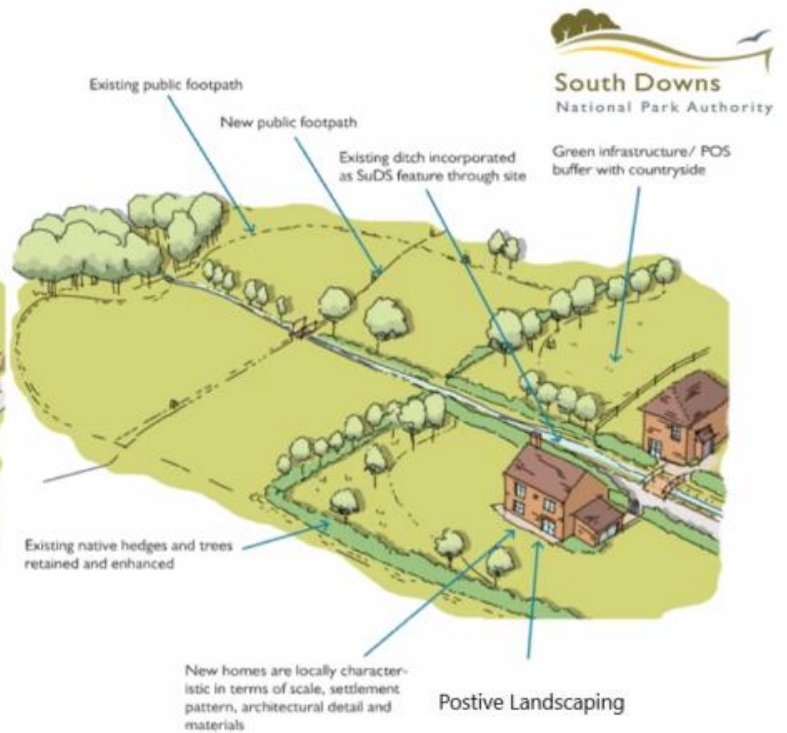 South Downs
National Park Authority
Existing public footpath
New public footpath
Existing ditch incorporated
as SuDS feature through site
Green infrastructure/ POS
buffer with countryside
Existing native hedges and trees
retained and enhanced
New homes are locally character-
istic in terms of scale, settlement
pattern, architectural detail and
materials
Postive Landscaping